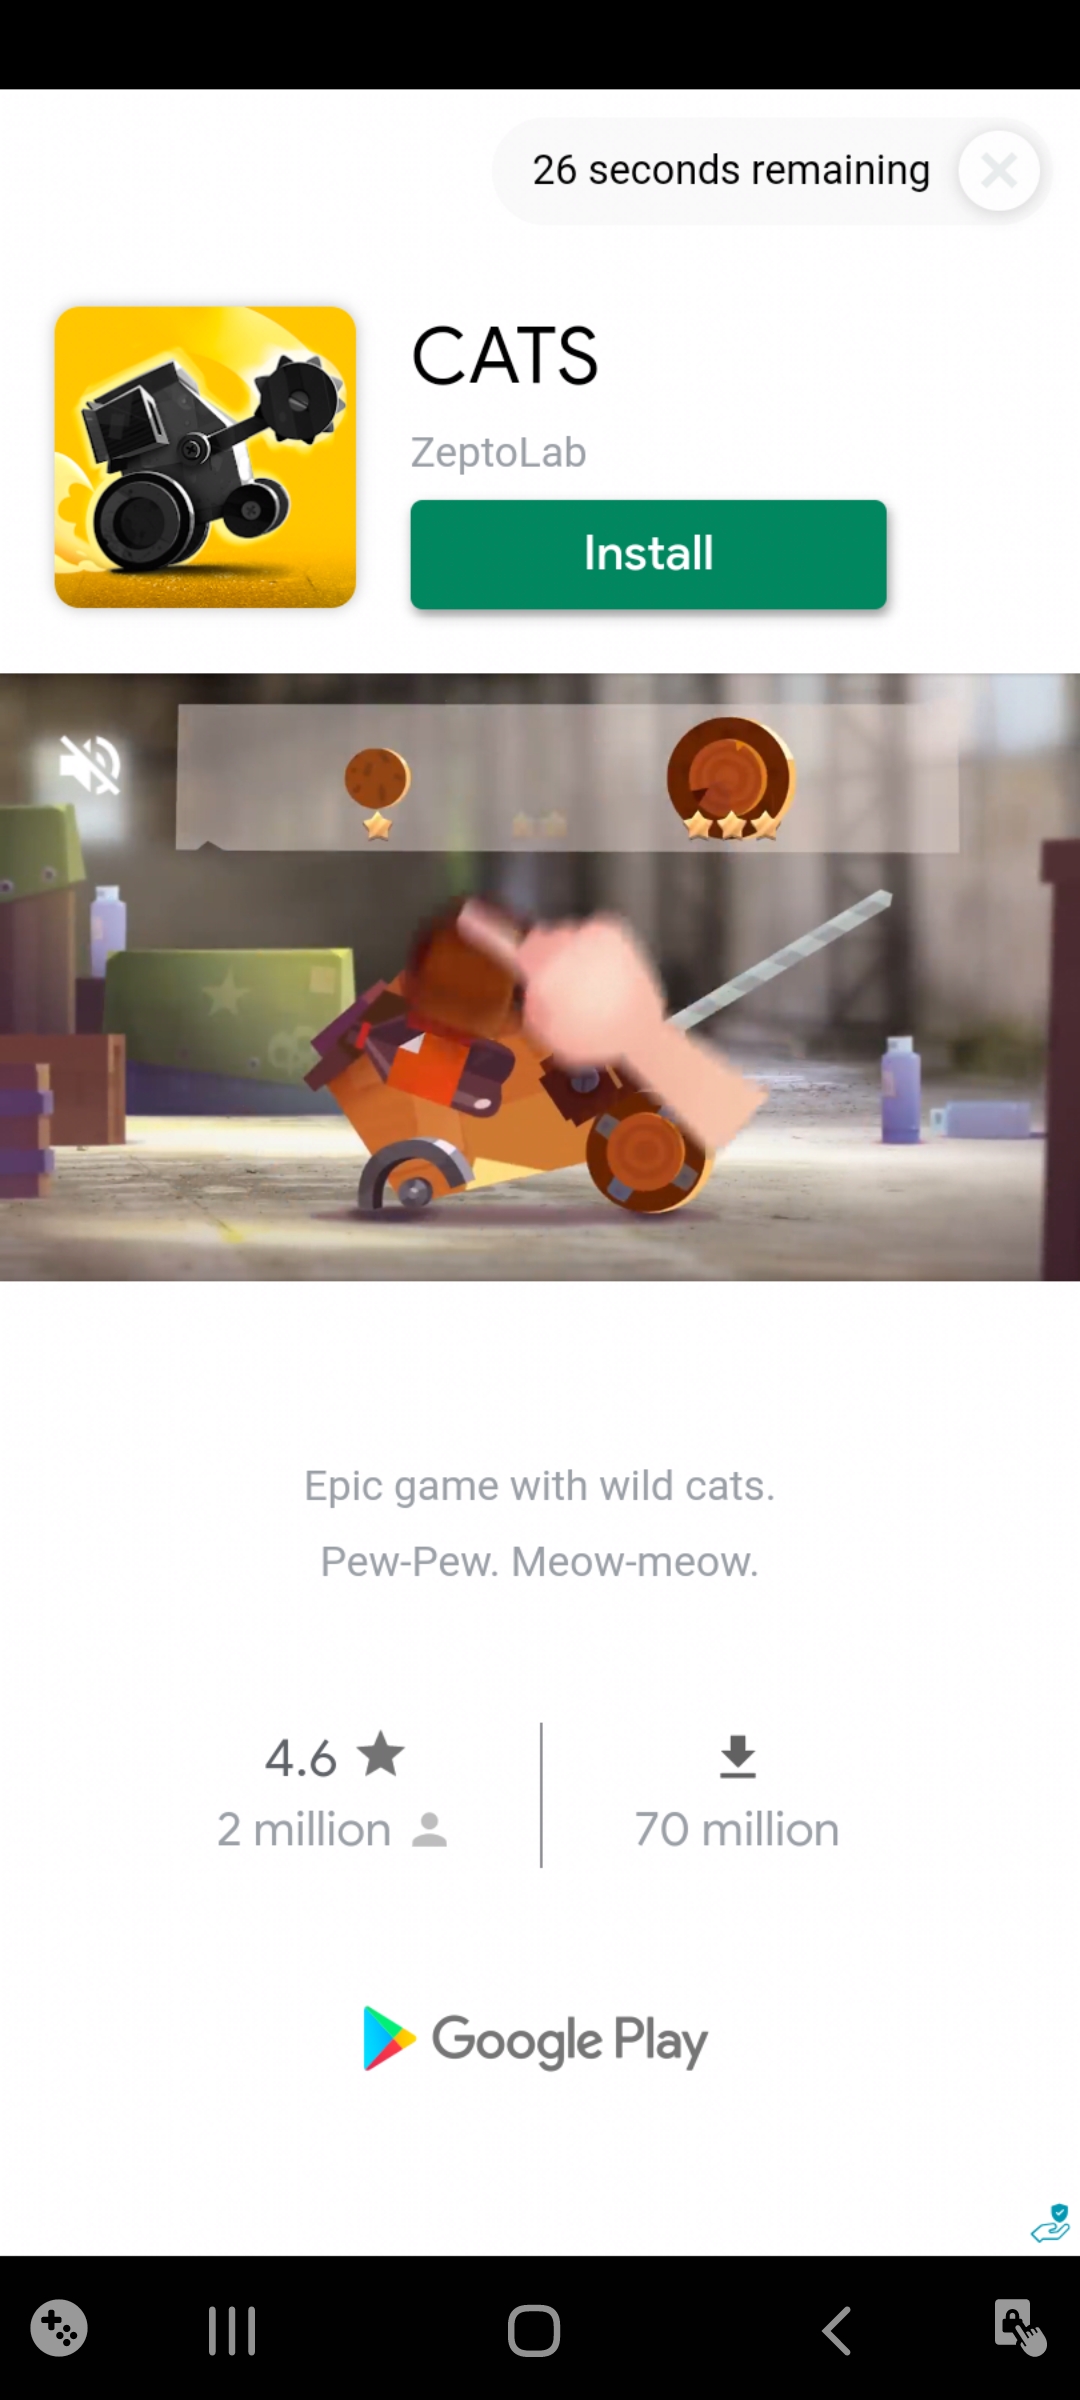 26 seconds remaining
CATS
ZeptoLab
Install
Epic game with wild cats.
Pew-Pew. Meow-meow.
4.6
2 million
70 million
Google Play